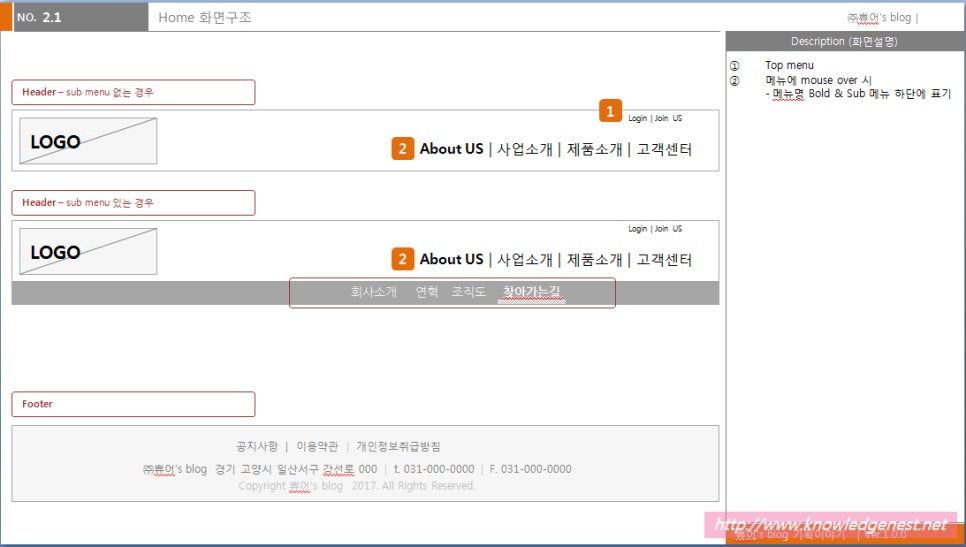 NO. 2.1
Home 화면구조
㈜쁘어's blog |
Description (화면설명)
① Top menu
② 메뉴에 mouse over 시
- 메뉴명 Bold & Sub 메뉴 하단에 표기
Header – sub menu 없는 경우
1
Login | Join US
LOGO
2 About US | 사업소개 | 제품소개 | 고객센터
Header – sub menu 있는 경우
Login | Join US
LOGO
2 About US | 사업소개 | 제품소개 | 고객센터
회사소개 연혁 조직도 찾아가는길
Footer
공지사항 | 이용약관 | 개인정보취급방침
㈜쁘어's blog 경기 고양시 일산서구 강선로 000 | t. 031-000-0000 | F. 031-000-0000
Copyright 쁘어's blog 2017. All Rights Reserved.
http://www.knowledgenest.net
쁘어's blog 기획이야기 | Ver.1.0.0